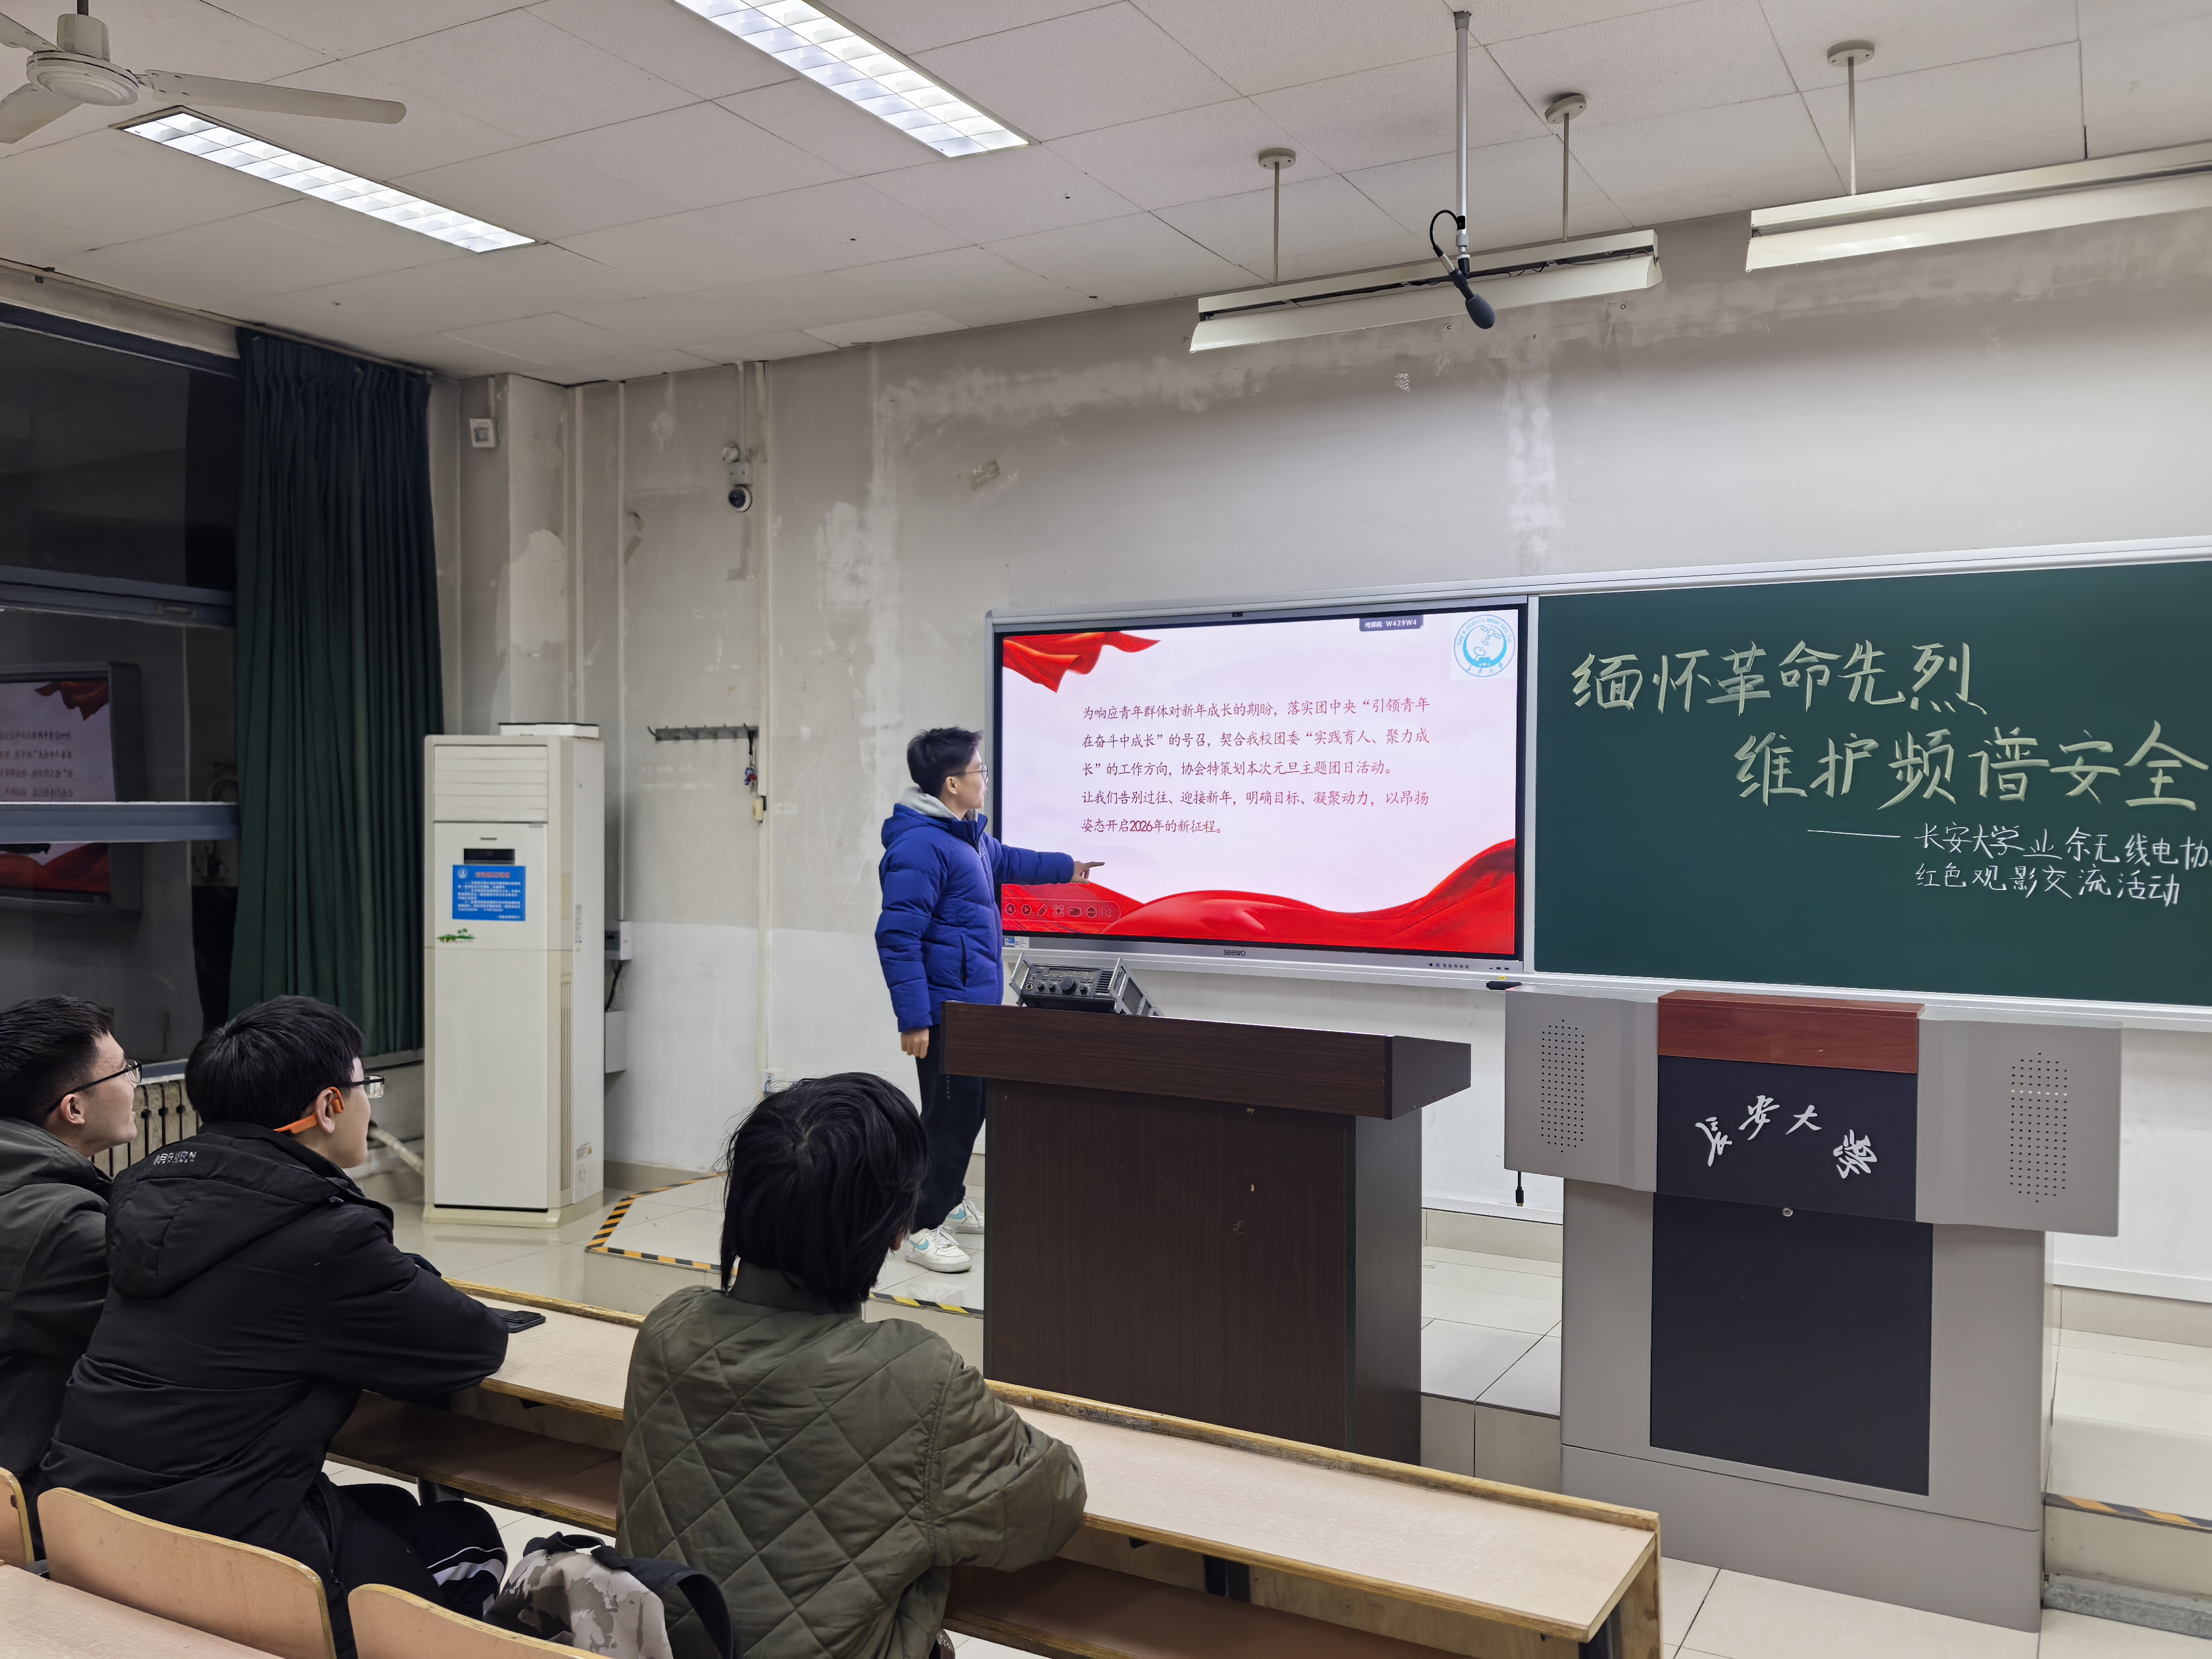 传屏码: W429W4
为响应青年群体对新年成长的期盼，落实团中央“引领青年
在奋斗中成长”的号召，契合我校团委“实践育人、聚力成
长”的工作方向，协会特策划本次元旦主题团日活动。
让我们告别过往、迎接新年，明确目标、凝聚动力，以昂扬
姿态开启2026年的新征程。
seewo
缅怀革命先烈
维护频谱安全
——长安大学业余无线电协
红色观影交流活动
长安大学